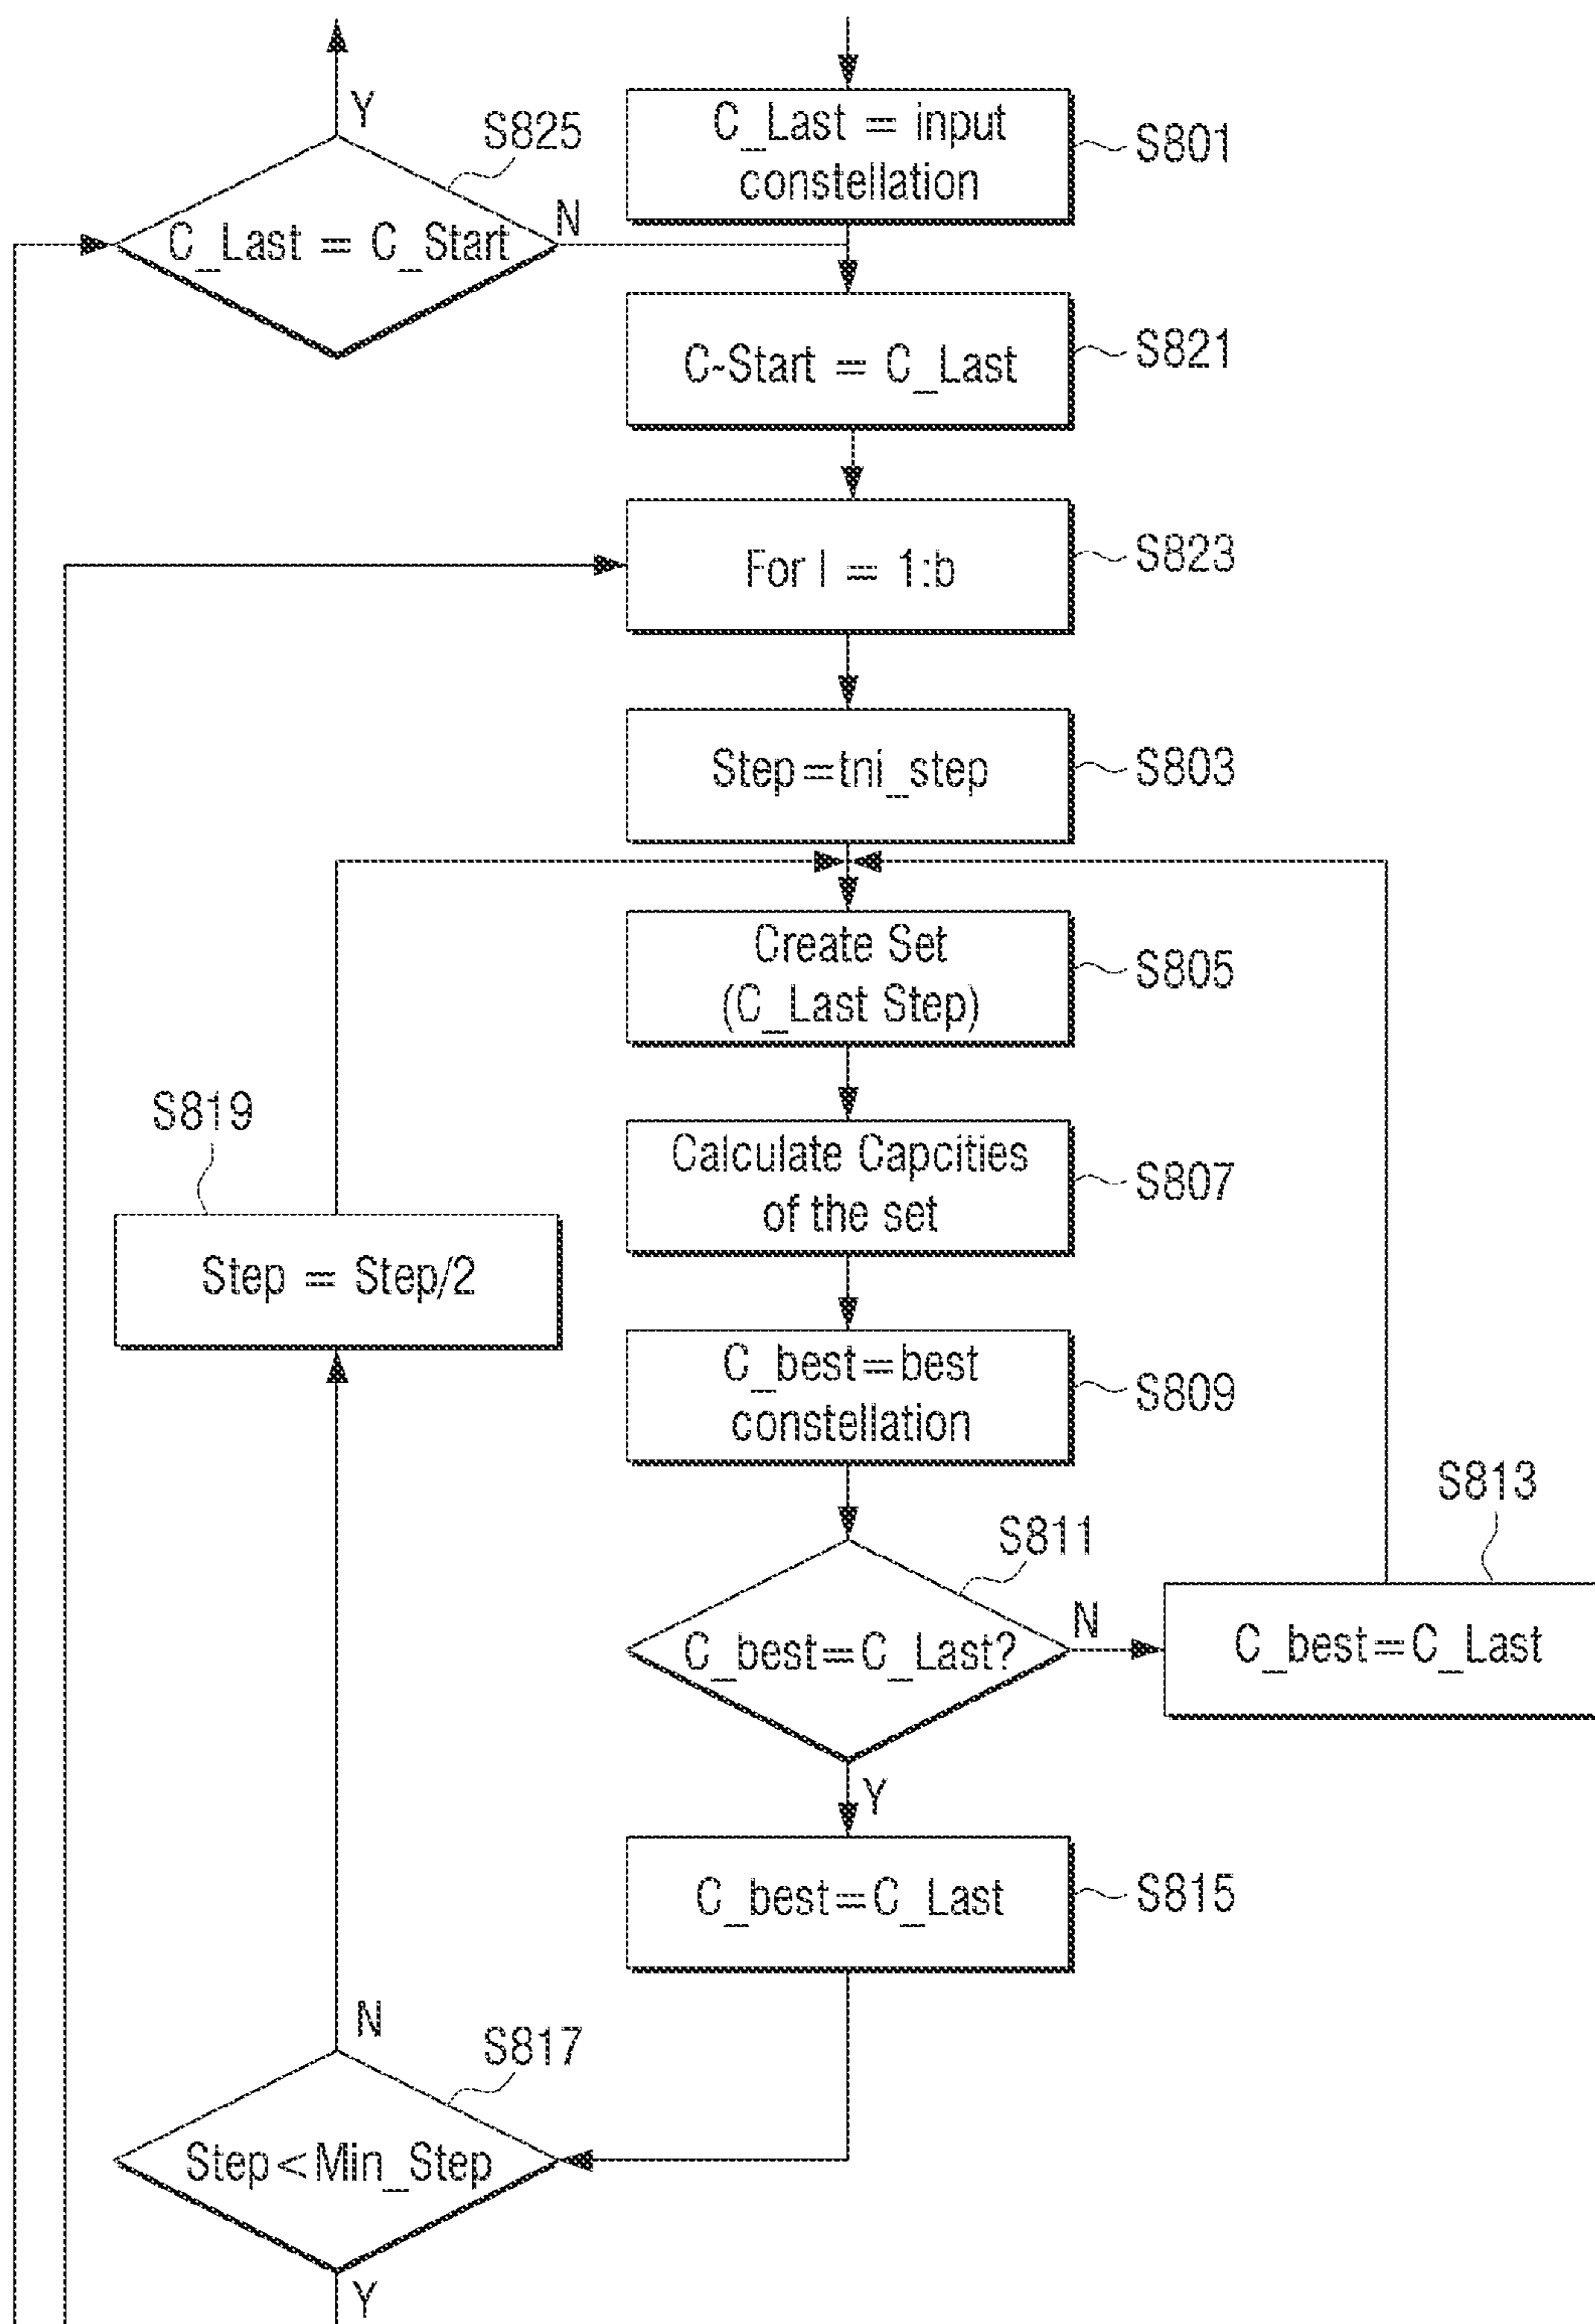 Y
S825
C_Last = C_Start
N
C_Last = input
constellation
S801
C~Start = C_Last
S821
For I = 1:b
S823
Step=tni_step
S803
Create Set
(C_Last Step)
S805
S819
Step = Step/2
Calculate Capcities
of the set
S807
C_best=best
constellation
S809
S811
C_best=C_Last?
N
S813
C_best=C_Last
Y
C_best=C_Last
S815
N
S817
Step<Min_Step
Y